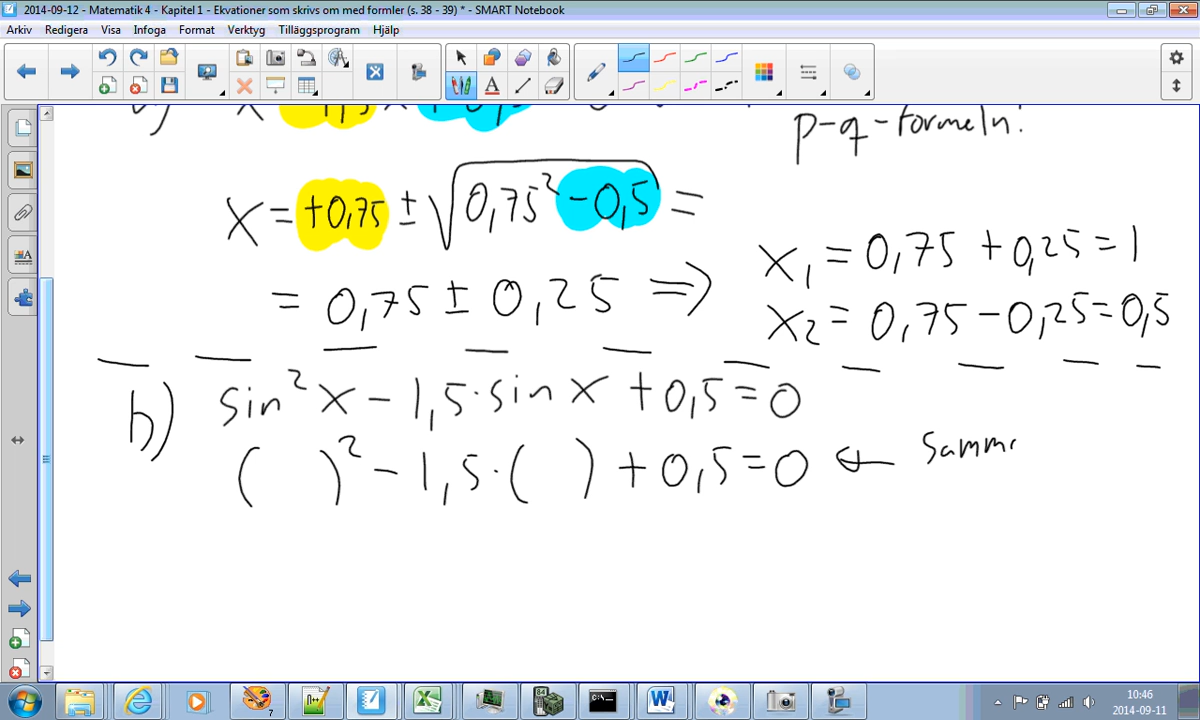 2014-09-12 - Matematik 4 - Kapitel 1 - Ekvationer som skrivs om med formler (s. 38 - 39) * - SMART Notebook
Arkiv Redigera Visa Infoga Format Verktyg Tilläggsprogram Hjälp
p-q-formeln:
x = +0,75 ± √0,75² -0,5 =
= 0,75 ± 0,25 =>
x₁ = 0,75 + 0,25 = 1
x₂ = 0,75 - 0,25 = 0,5
b) sin² x - 1,5 · sin x + 0,5 = 0
( )² - 1,5 · ( ) + 0,5 = 0 ← Samm
10:46
2014-09-11